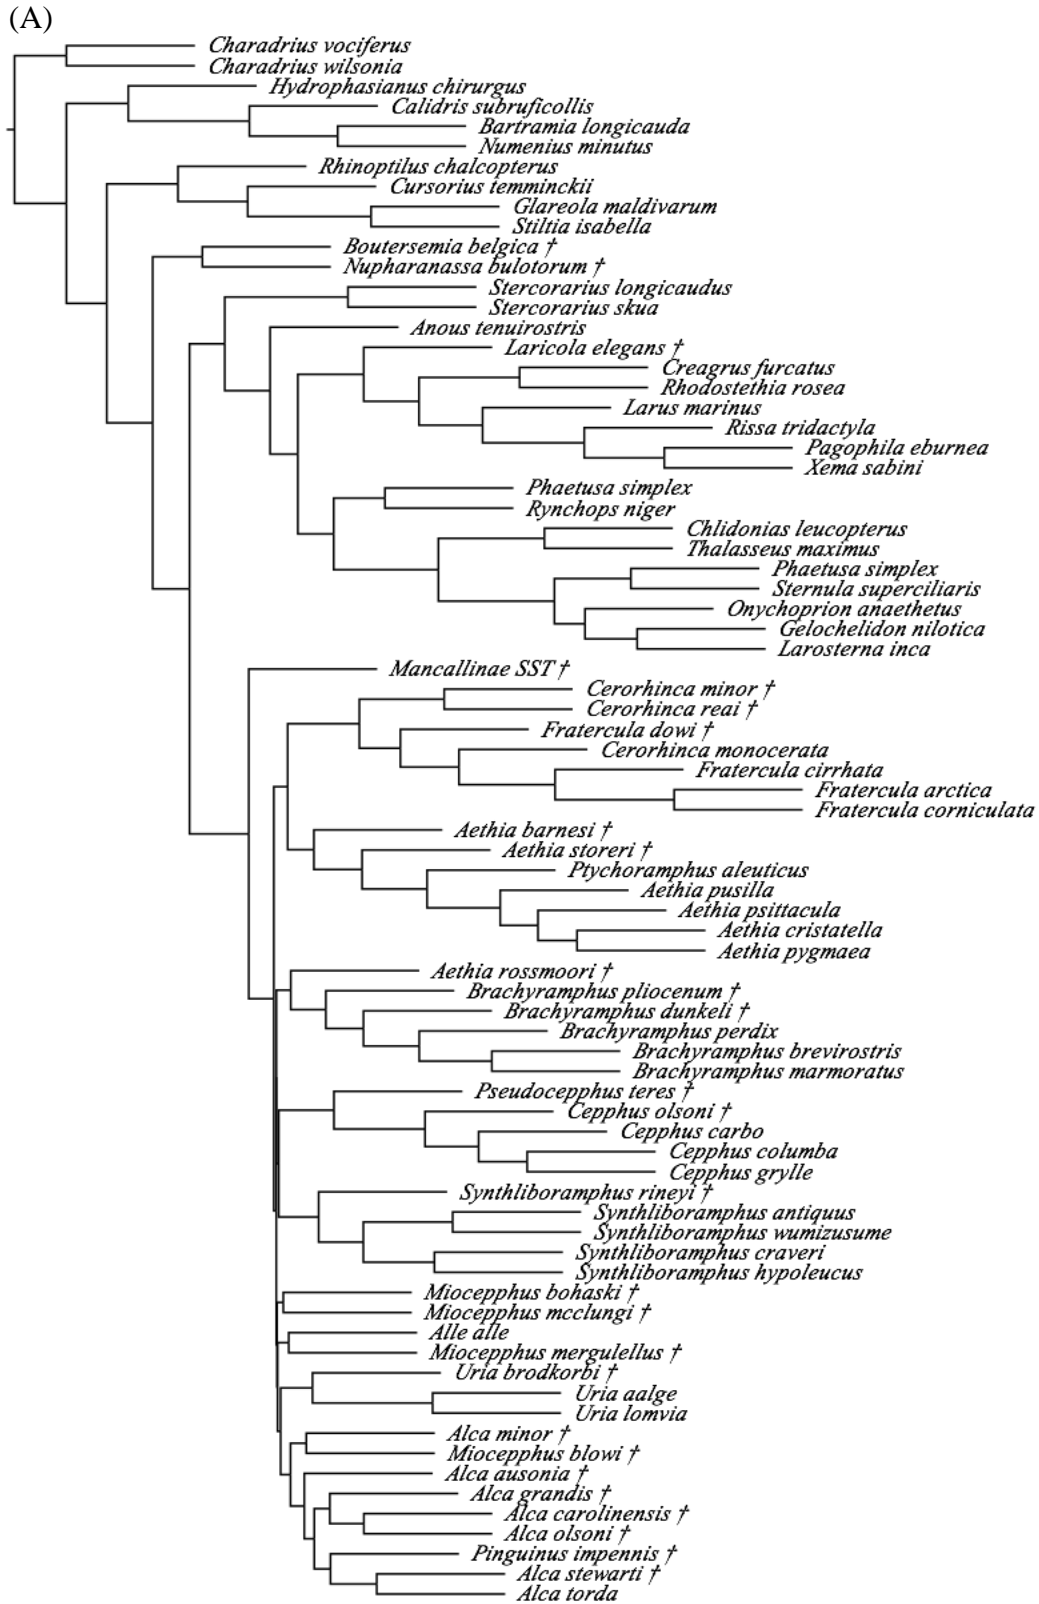 (A)
Charadrius vociferus
Charadrius wilsonia
Hydrophasianus chirurgus
Calidris subruficollis
Bartramia longicauda
Numenius minutus
Rhinoptilus chalcopterus
Cursorius temminckii
Glareola maldivarum
Stiltia isabella
Boutersemia belgica †
Nupharanassa bulotorum †
Stercorarius longicaudus
Stercorarius skua
Anous tenuirostris
Laricola elegans †
Creagrus furcatus
Rhodostethia rosea
Larus marinus
Rissa tridactyla
Pagophila eburnea
Xema sabini
Phaetusa simplex
Rynchops niger
Chlidonias leucopterus
Thalasseus maximus
Phaetusa simplex
Sternula superciliaris
Onychoprion anaethetus
Gelochelidon nilotica
Larosterna inca
Mancallinae SST †
Cerorhinca minor †
Cerorhinca reai †
Fratercula dowi †
Cerorhinca monocerata
Fratercula cirrhata
Fratercula arctica
Fratercula corniculata
Aethia barnesi †
Aethia storeri †
Ptychoramphus aleuticus
Aethia pusilla
Aethia psittacula
Aethia cristatella
Aethia pygmaea
Aethia rossmoori †
Brachyramphus pliocenum †
Brachyramphus dunkeli †
Brachyramphus perdix
Brachyramphus brevirostris
Brachyramphus marmoratus
Pseudocepphus teres †
Cepphus olsoni †
Cepphus carbo
Cepphus columba
Cepphus grylle
Synthliboramphus rineyi †
Synthliboramphus antiquus
Synthliboramphus wumizusume
Synthliboramphus craveri
Synthliboramphus hypoleucus
Miocepphus bohaski †
Miocepphus mcclungi †
Alle alle
Miocepphus mergulellus †
Uria brodkorbi †
Uria aalge
Uria lomvia
Alca minor †
Miocepphus blowi †
Alca ausonia †
Alca grandis †
Alca carolinensis †
Alca olsoni †
Pinguinus impennis †
Alca stewarti †
Alca torda